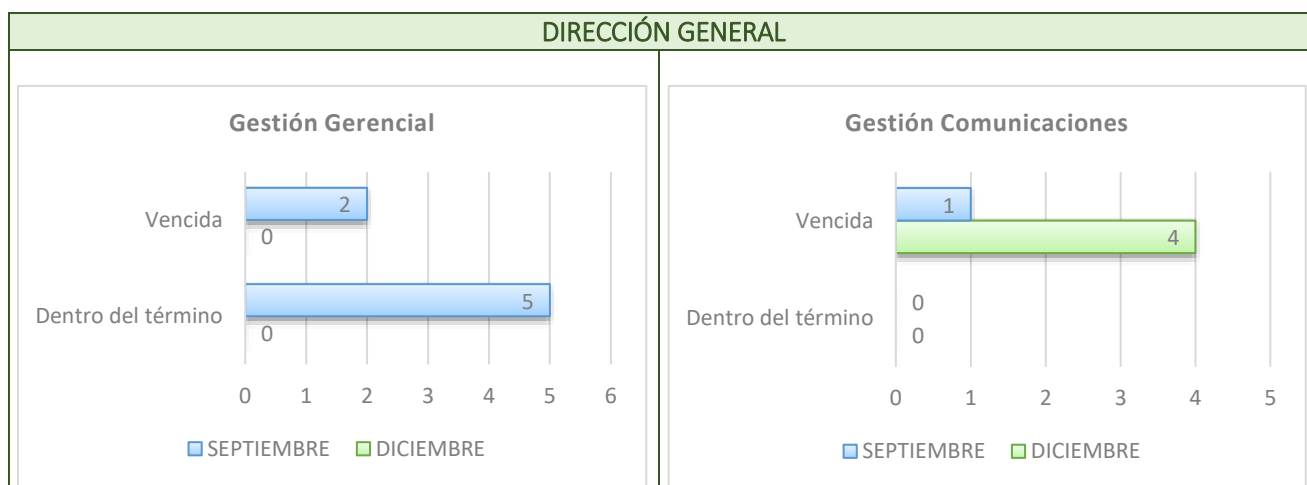 DIRECCIÓN GENERAL
Gestión Gerencial
Vencida
2
0
Dentro del término
5
0
0 1 2 3 4 5 6
SEPTIEMBRE DICIEMBRE
Gestión Comunicaciones
Vencida
1
4
Dentro del término
0
0
0 1 2 3 4 5
SEPTIEMBRE DICIEMBRE